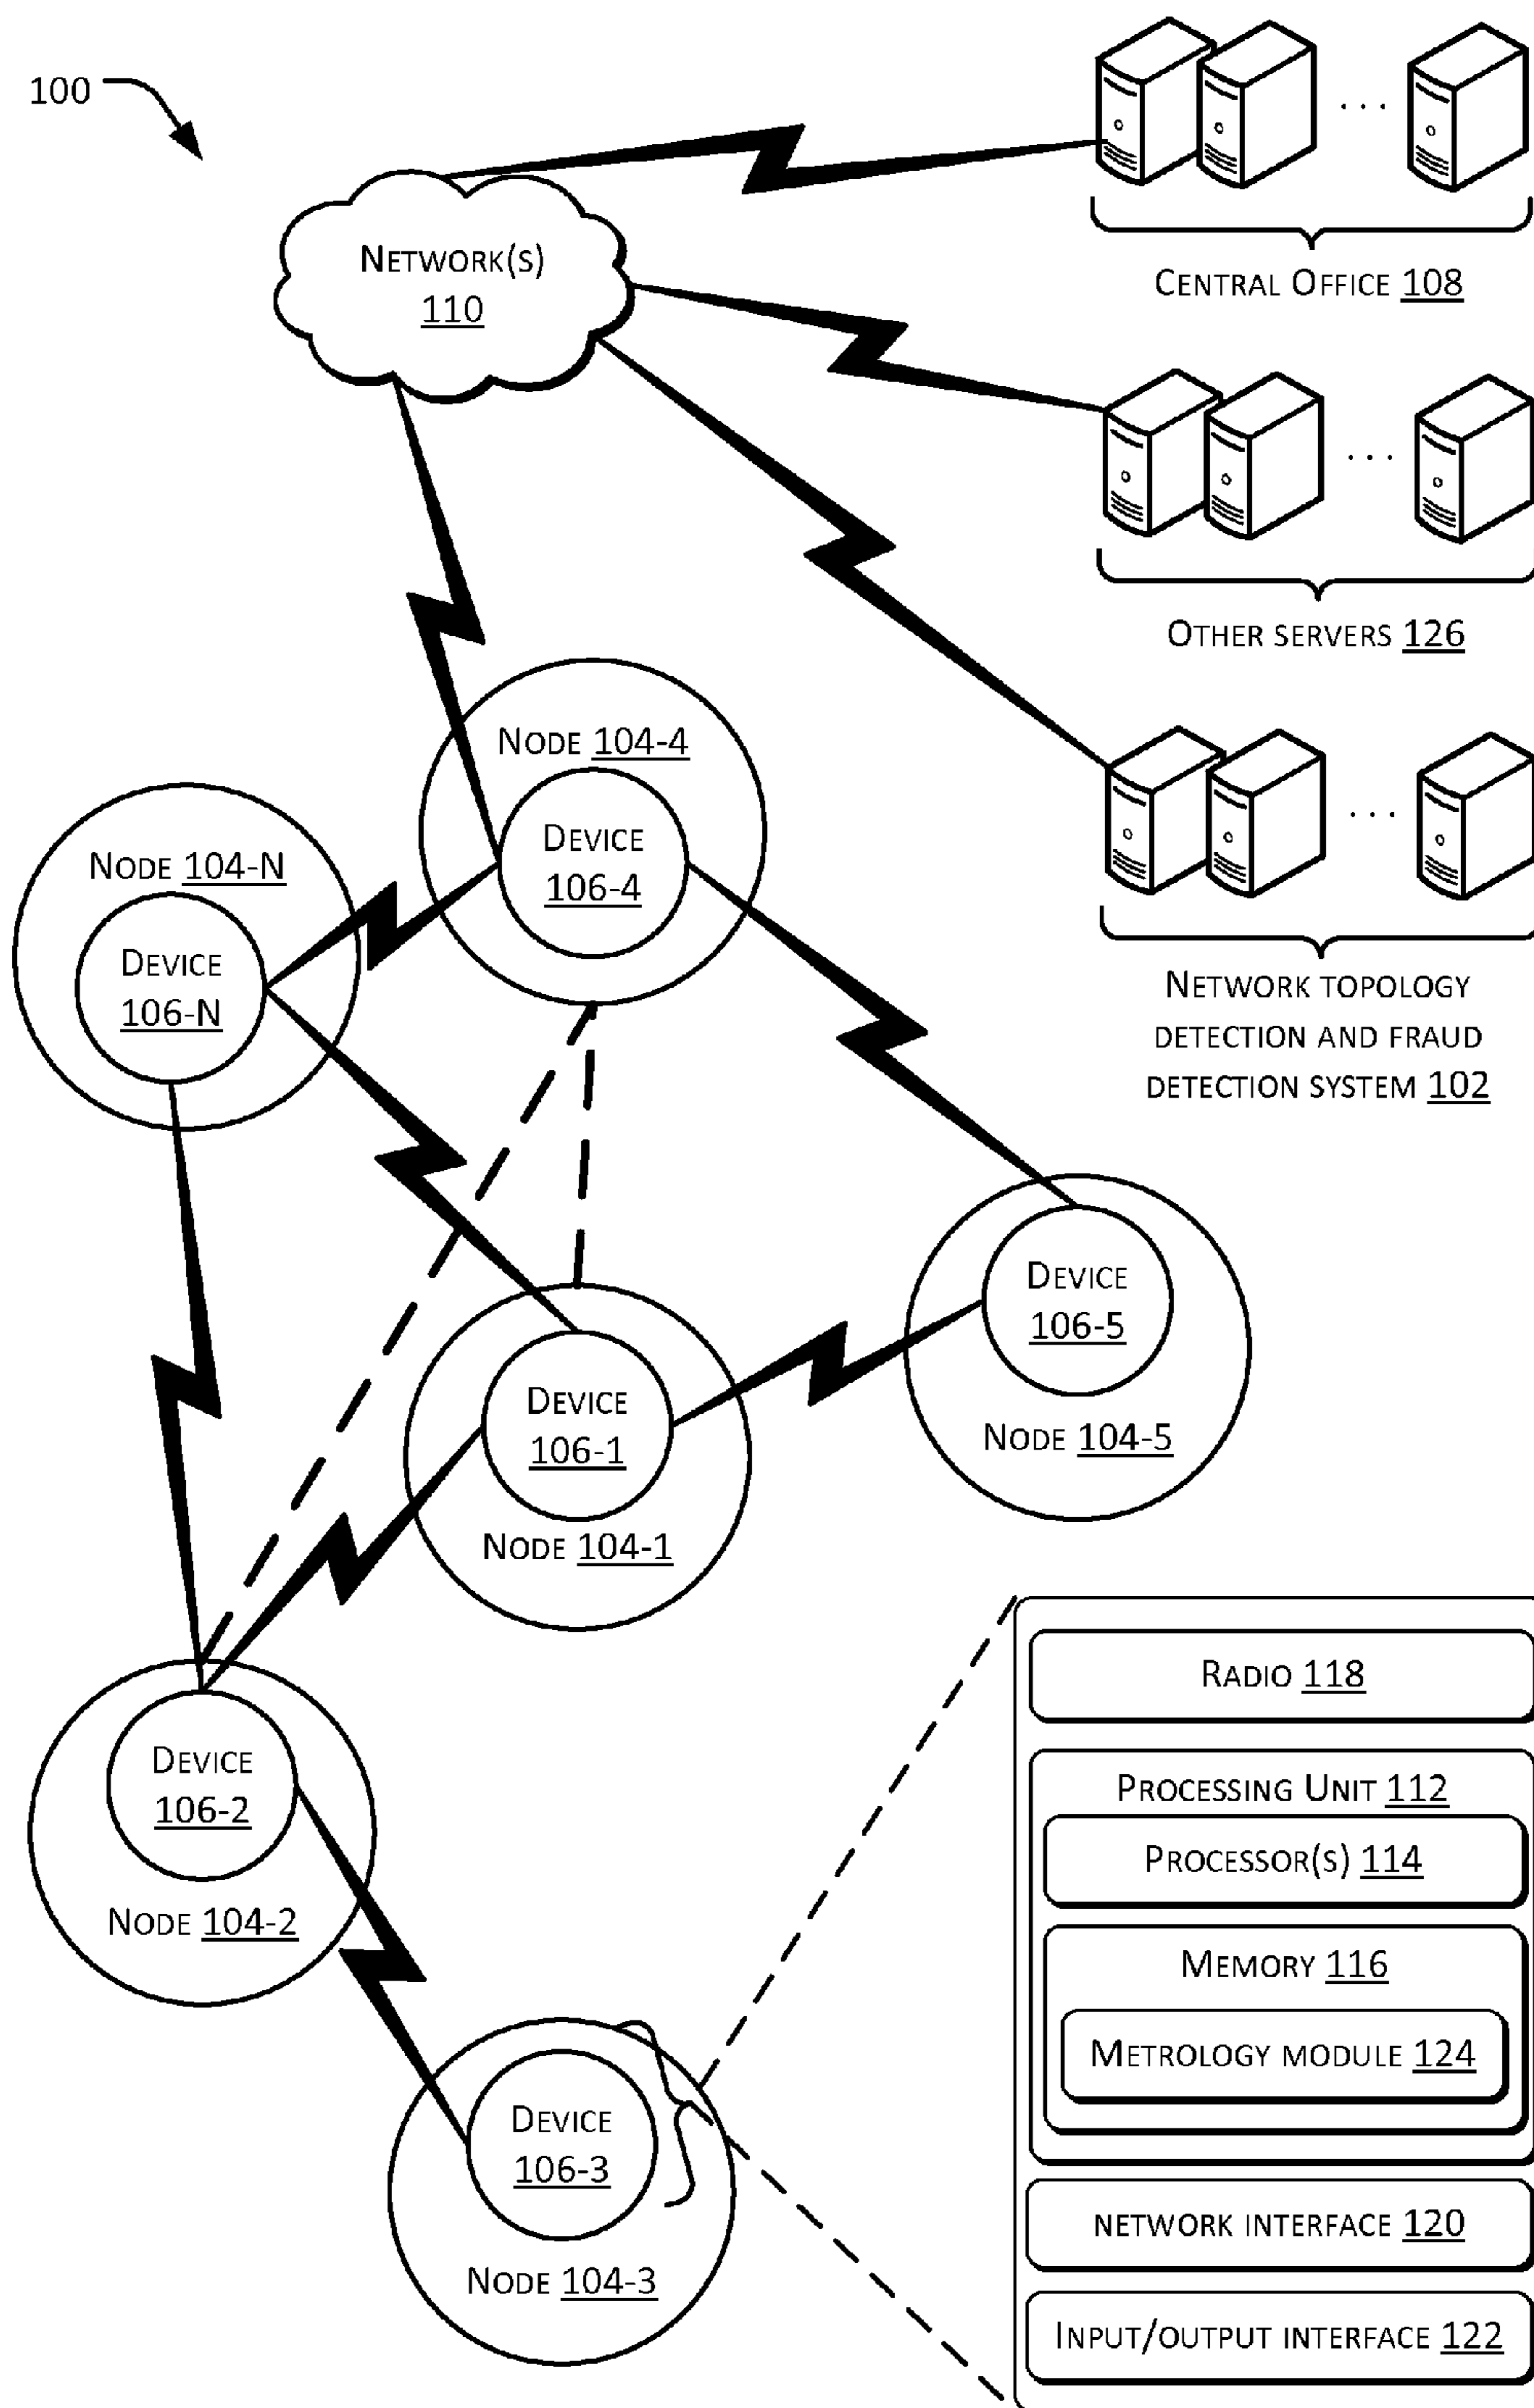 100
NETWORK(S)
110
CENTRAL OFFICE 108
OTHER SERVERS 126
NETWORK TOPOLOGY
DETECTION AND FRAUD
DETECTION SYSTEM 102
NODE 104-4
DEVICE
106-4
NODE 104-N
DEVICE
106-N
DEVICE
106-5
NODE 104-5
DEVICE
106-1
NODE 104-1
DEVICE
106-2
NODE 104-2
DEVICE
106-3
NODE 104-3
RADIO 118
PROCESSING UNIT 112
PROCESSOR(S) 114
MEMORY 116
METROLOGY MODULE 124
NETWORK INTERFACE 120
INPUT/OUTPUT INTERFACE 122